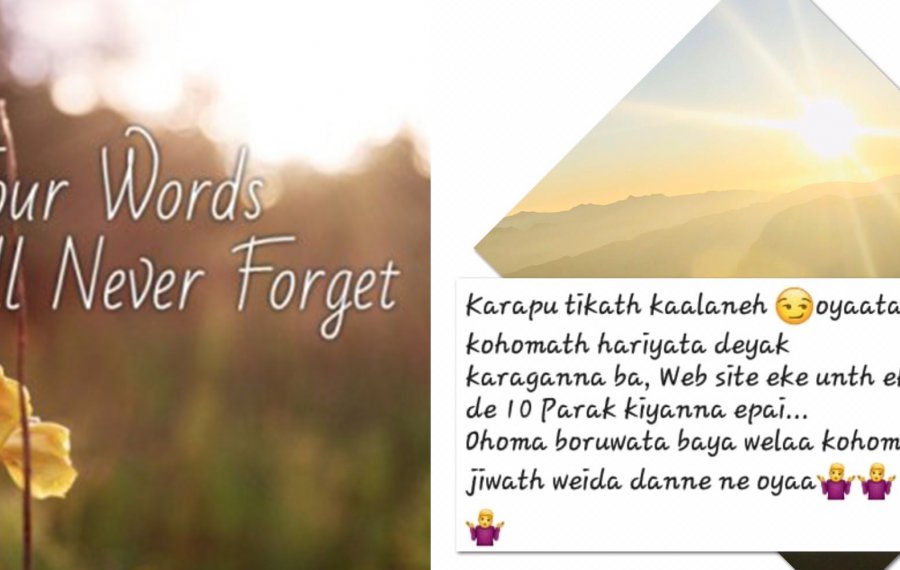 our Words
ll Never Forget
Karapu tikath kaalaneh 😏oyaata
kohomath hariyata deyak
karaganna ba, Web site eke unth
de 10 Parak kiyanna epai...
Ohoma boruwata baya welaa kohom
jiwath weida danne ne oyaa🤷🤷
🤷